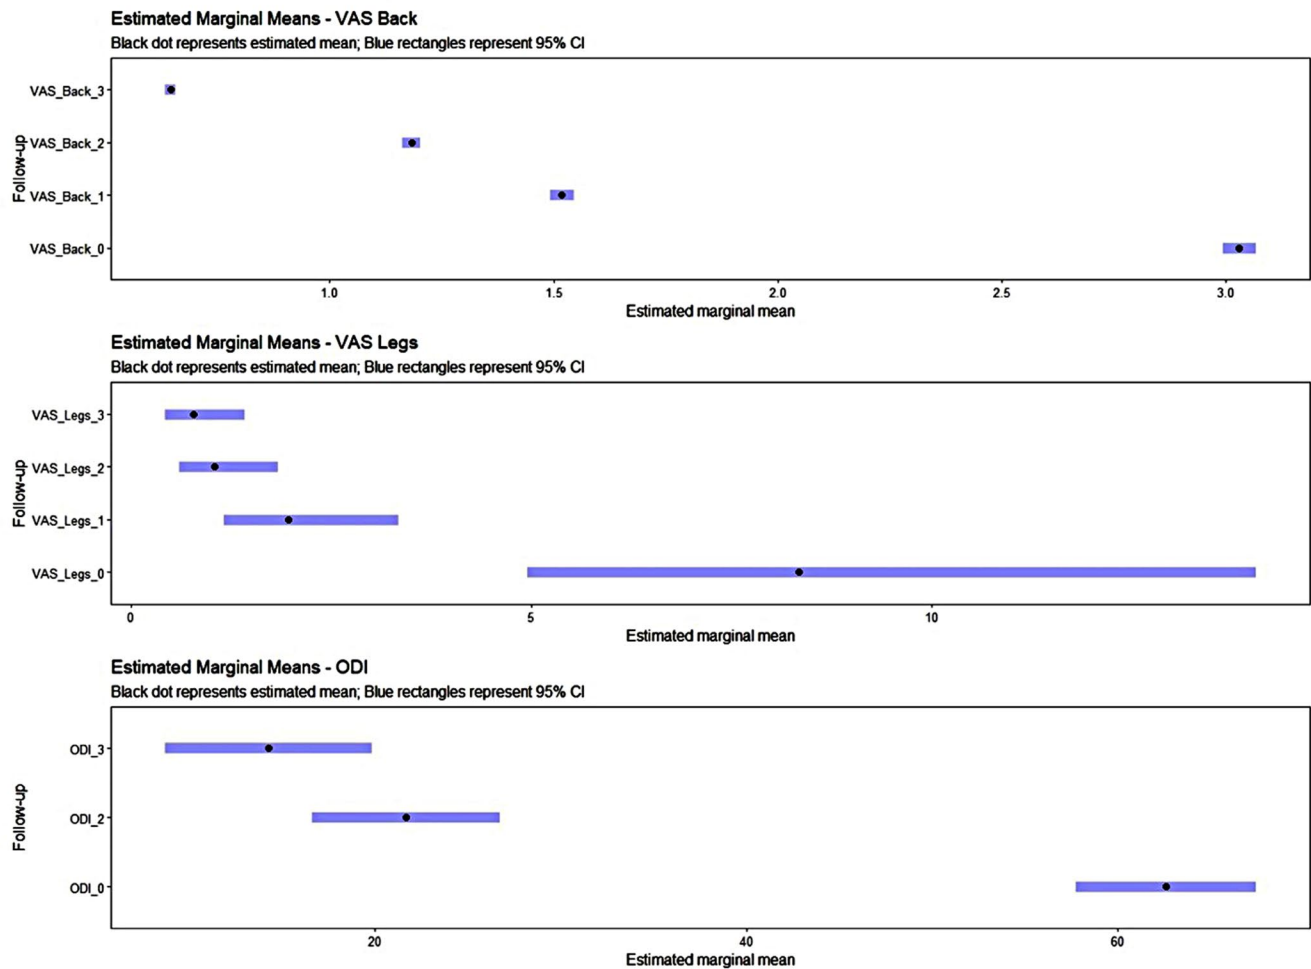 Estimated Marginal Means - VAS Back
Black dot represents estimated mean; Blue rectangles represent 95% CI
Follow-up
VAS_Back_3
VAS_Back_2
VAS_Back_1
VAS_Back_0
1.0 1.5 2.0 2.5 3.0
Estimated marginal mean
Estimated Marginal Means - VAS Legs
Black dot represents estimated mean; Blue rectangles represent 95% CI
Follow-up
VAS_Legs_3
VAS_Legs_2
VAS_Legs_1
VAS_Legs_0
0 5 10
Estimated marginal mean
Estimated Marginal Means - ODI
Black dot represents estimated mean; Blue rectangles represent 95% CI
Follow-up
ODI_3
ODI_2
ODI_0
20 40 60
Estimated marginal mean